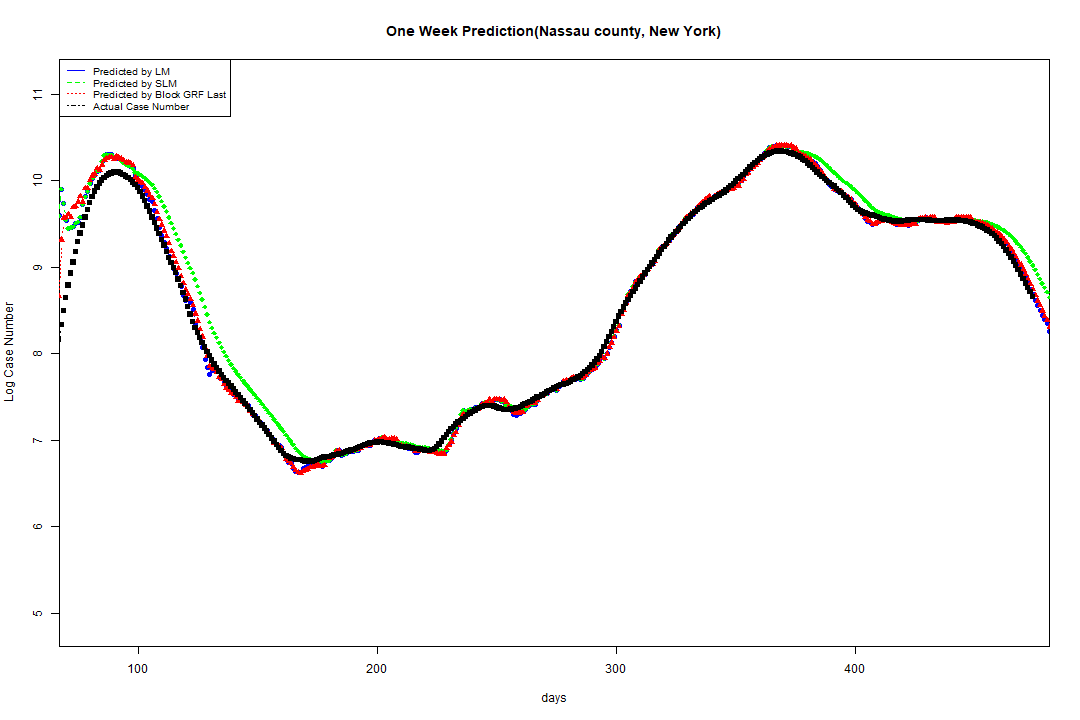 One Week Prediction(Nassau county, New York)
Predicted by LM
Predicted by SLM
Predicted by Block GRF Last
Actual Case Number
11
10
9
8
7
6
5
Log Case Number
100 200 300 400
days